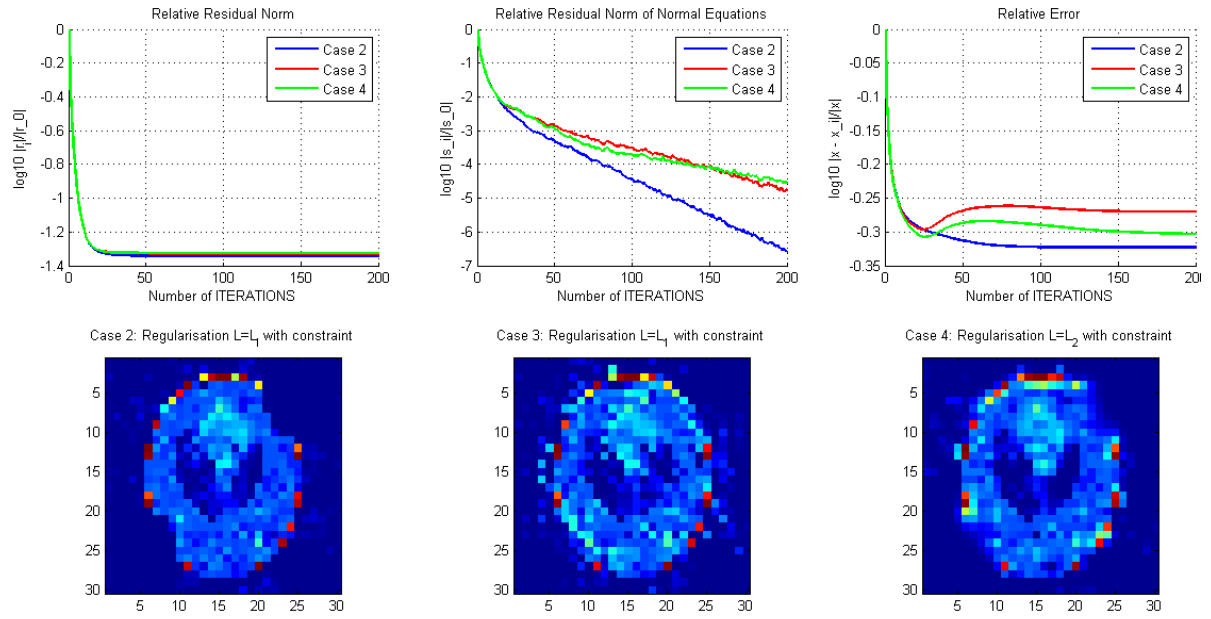 Relative Residual Norm
log10 |r_i|/|r_0|
0
-0.2
-0.4
-0.6
-0.8
-1
-1.2
-1.4
0 50 100 150 200
Number of ITERATIONS
Case 2
Case 3
Case 4
Relative Residual Norm of Normal Equations
log10 |s_i|/|s_0|
0
-1
-2
-3
-4
-5
-6
-7
0 50 100 150 200
Number of ITERATIONS
Case 2
Case 3
Case 4
Relative Error
log10 |x - x_i|/|x|
0
-0.05
-0.1
-0.15
-0.2
-0.25
-0.3
-0.35
0 50 100 150 200
Number of ITERATIONS
Case 2
Case 3
Case 4
Case 2: Regularisation L=L_1 with constraint
5
10
15
20
25
30
5 10 15 20 25 30
Case 3: Regularisation L=L_1 with constraint
5
10
15
20
25
30
5 10 15 20 25 30
Case 4: Regularisation L=L_2 with constraint
5
10
15
20
25
30
5 10 15 20 25 30